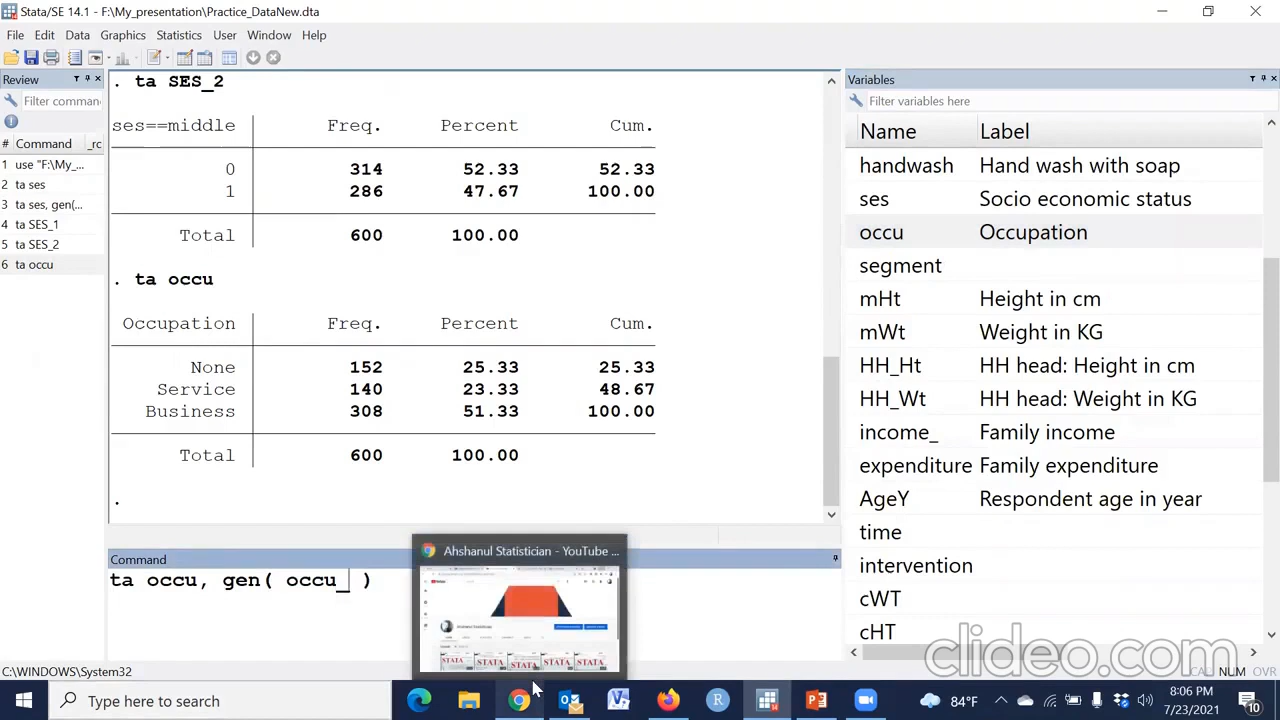 Stata/SE 14.1 - F:\My_presentation\Practice_DataNew.dta
File Edit Data Graphics Statistics User Window Help
Review
Filter comman
# Command _rc
1 use "F:\My_...
2 ta ses
3 ta ses, gen(...
4 ta SES_1
5 ta SES_2
6 ta occu
. ta SES_2
ses==middle Freq. Percent Cum.
0 314 52.33 52.33
1 286 47.67 100.00
Total 600 100.00
. ta occu
Occupation Freq. Percent Cum.
None 152 25.33 25.33
Service 140 23.33 48.67
Business 308 51.33 100.00
Total 600 100.00
.
Command
ta occu, gen( occu_ )
Ahshanul Statistician - YouTube ...
STATA STATA STATA STATA STATA
Variables
Filter variables here
Name Label
handwash Hand wash with soap
ses Socio economic status
occu Occupation
segment
mHt Height in cm
mWt Weight in KG
HH_Ht HH head: Height in cm
HH_Wt HH head: Weight in KG
income_ Family income
expenditure Family expenditure
AgeY Respondent age in year
time
intervention
cWT
cHT
clideo.com
C:\WINDOWS\System32
CAP NUM
Type here to search
84°F
8:06 PM
7/23/2021
10